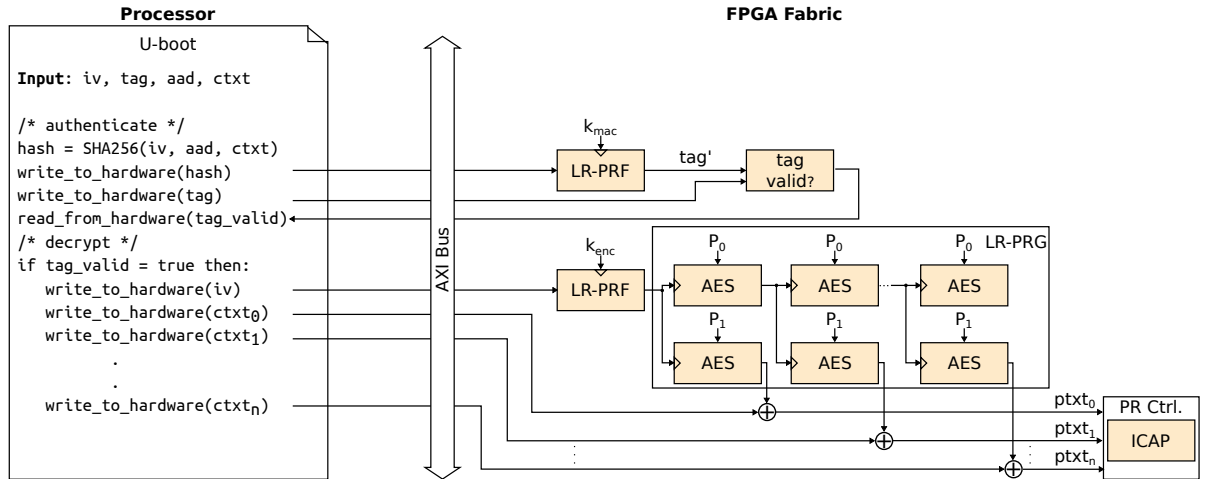 Processor
FPGA Fabric
U-boot
Input: iv, tag, aad, ctxt
/* authenticate */
hash = SHA256(iv, aad, ctxt)
write_to_hardware(hash)
write_to_hardware(tag)
read_from_hardware(tag_valid)
/* decrypt */
if tag_valid = true then:
write_to_hardware(iv)
write_to_hardware(ctxt0)
write_to_hardware(ctxt1)
.
.
write_to_hardware(ctxtn)
AXI Bus
kmac
LR-PRF
tag'
tag
valid?
kenc
LR-PRF
LR-PRG
P0
P0
P0
AES
AES
AES
P1
P1
P1
AES
AES
AES
ptxt0
ptxt1
ptxtn
PR Ctrl.
ICAP